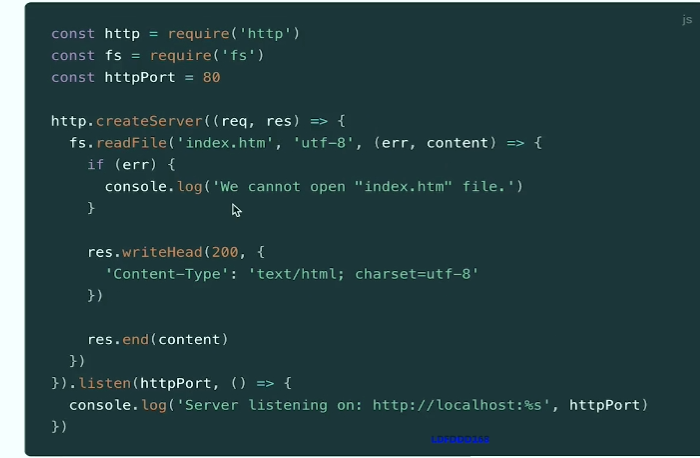 js
const http = require('http')
const fs = require('fs')
const httpPort = 80
http.createServer((req, res) => {
fs.readFile('index.htm', 'utf-8', (err, content) => {
if (err) {
console.log('We cannot open "index.htm" file.')
}
res.writeHead(200, {
'Content-Type': 'text/html; charset=utf-8'
})
res.end(content)
})
}).listen(httpPort, () => {
console.log('Server listening on: http://localhost:%s', httpPort)
})